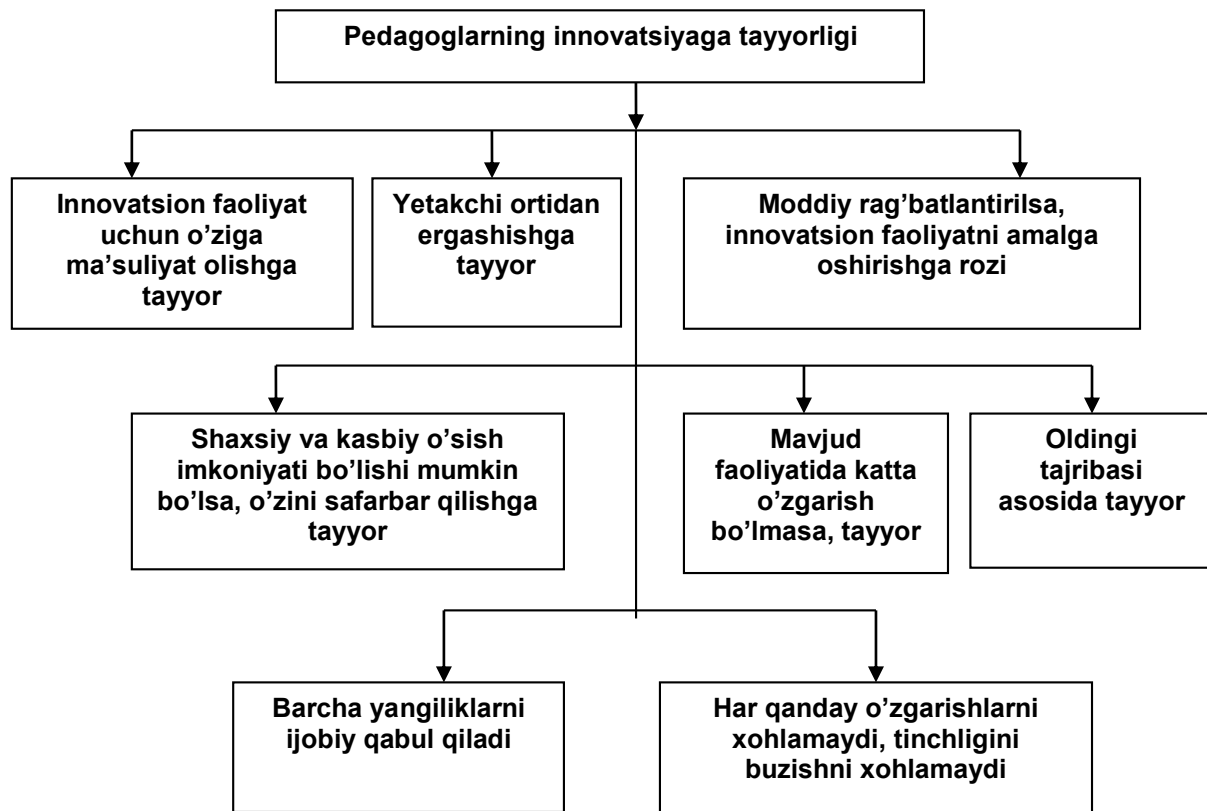 Pedagoglarning innovatsiyaga tayyorligi
Innovatsion faoliyat
uchun o’ziga
ma’suliyat olishga
tayyor
Yetakchi ortidan
ergashishga
tayyor
Moddiy rag’batlantirilsa,
innovatsion faoliyatni amalga
oshirishga rozi
Shaxsiy va kasbiy o’sish
imkoniyati bo’lishi mumkin
bo’lsa, o’zini safarbar qilishga
tayyor
Mavjud
faoliyatida katta
o’zgarish
bo’lmasa, tayyor
Oldingi
tajribasi
asosida tayyor
Barcha yangiliklarni
ijobiy qabul qiladi
Har qanday o’zgarishlarni
xohlamaydi, tinchligini
buzishni xohlamaydi